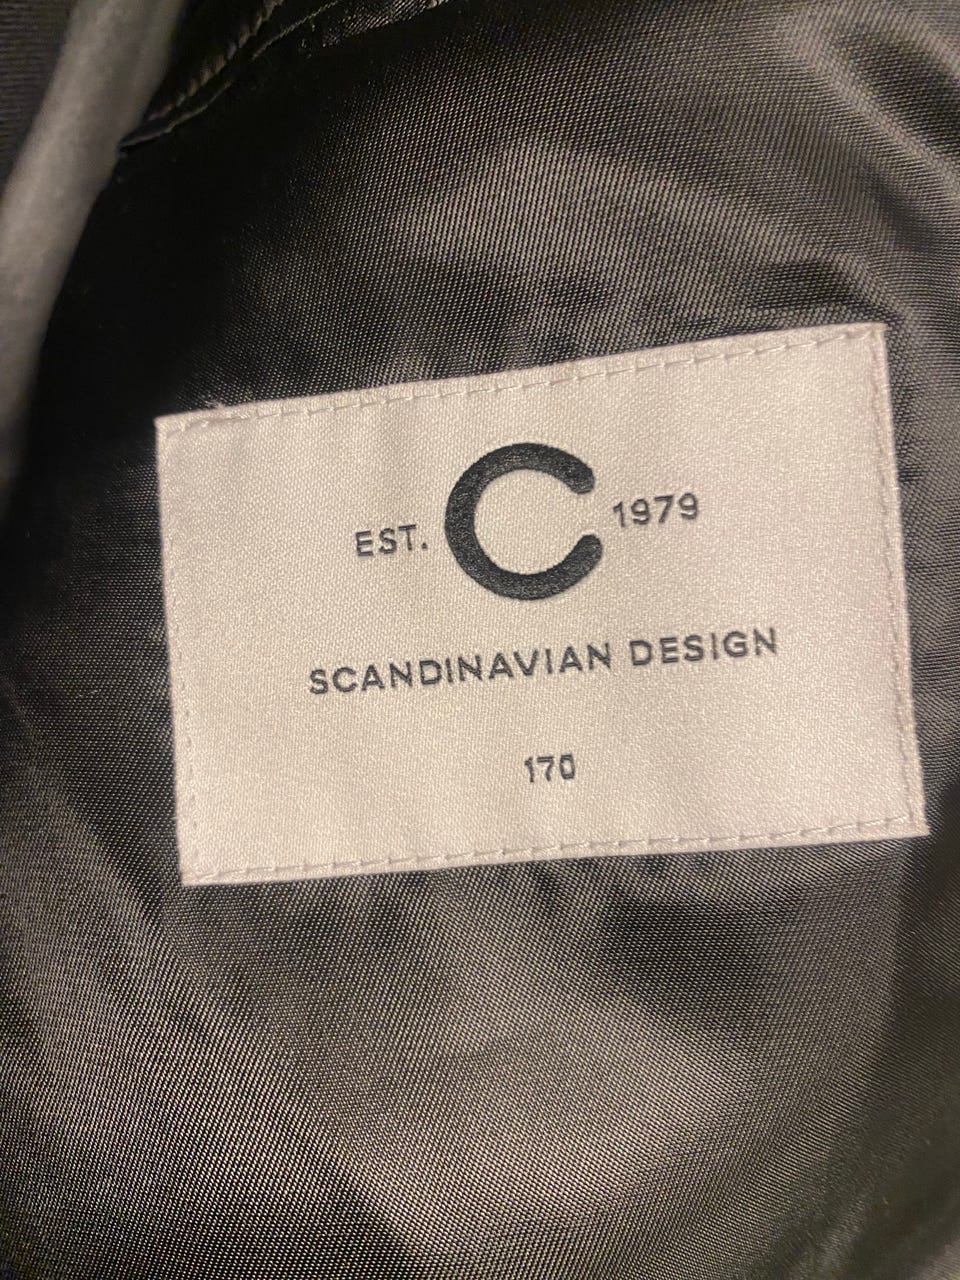 EST. C 1979
SCANDINAVIAN DESIGN
170